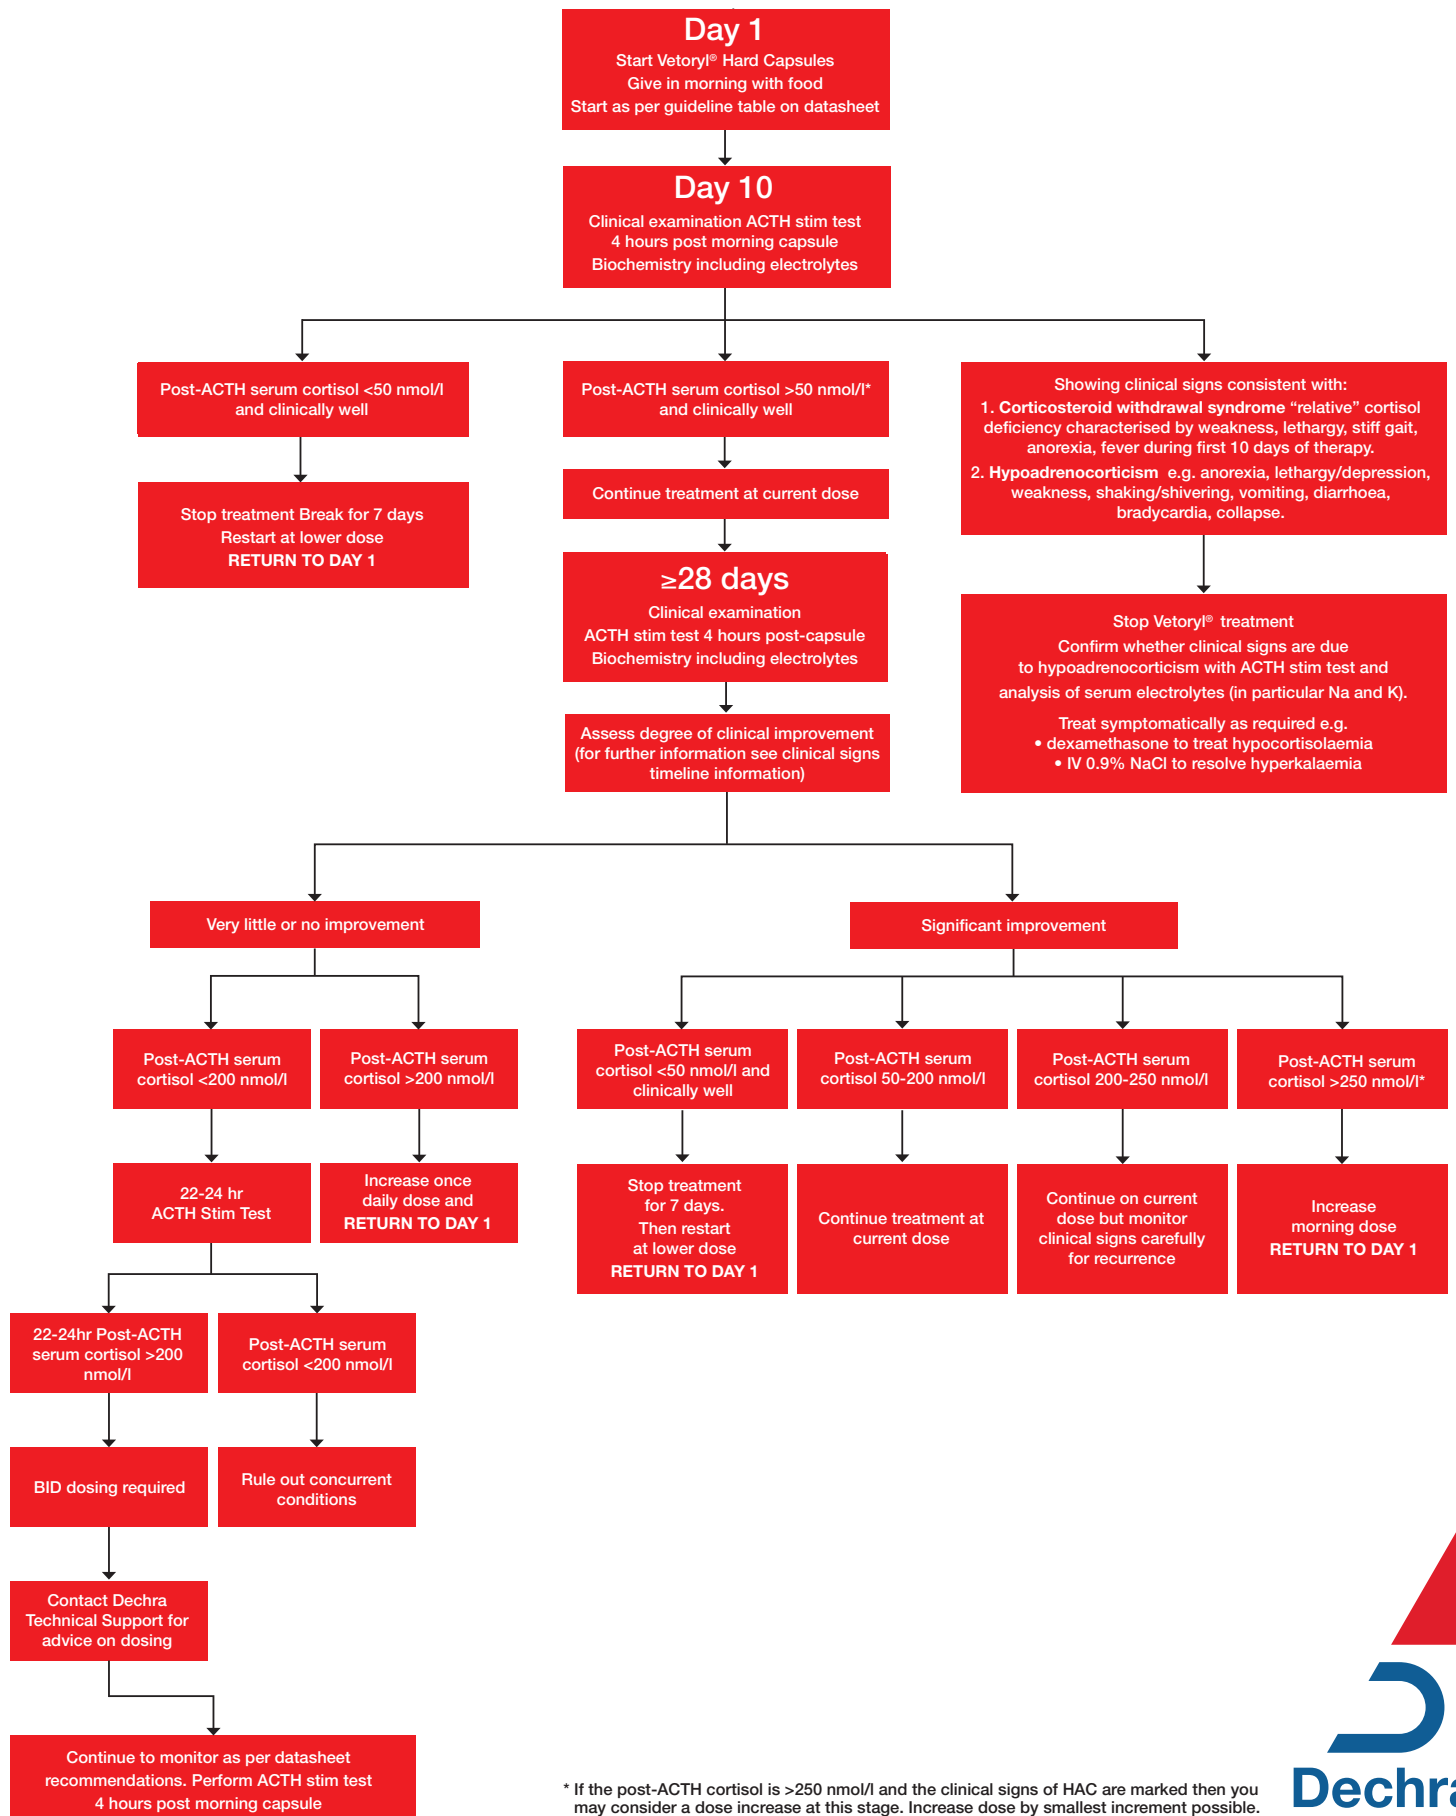 Day 1
Start Vetoryl® Hard Capsules
Give in morning with food
Start as per guideline table on datasheet
Day 10
Clinical examination ACTH stim test
4 hours post morning capsule
Biochemistry including electrolytes
Post-ACTH serum cortisol <50 nmol/l
and clinically well
Stop treatment Break for 7 days
Restart at lower dose
RETURN TO DAY 1
Post-ACTH serum cortisol >50 nmol/l*
and clinically well
Continue treatment at current dose
≥28 days
Clinical examination
ACTH stim test 4 hours post-capsule
Biochemistry including electrolytes
Assess degree of clinical improvement
(for further information see clinical signs
timeline information)
Showing clinical signs consistent with:
1. Corticosteroid withdrawal syndrome “relative” cortisol
deficiency characterised by weakness, lethargy, stiff gait,
anorexia, fever during first 10 days of therapy.
2. Hypoadrenocorticism e.g. anorexia, lethargy/depression,
weakness, shaking/shivering, vomiting, diarrhoea,
bradycardia, collapse.
Stop Vetoryl® treatment
Confirm whether clinical signs are due
to hypoadrenocorticism with ACTH stim test and
analysis of serum electrolytes (in particular Na and K).
Treat symptomatically as required e.g.
• dexamethasone to treat hypocortisolaemia
• IV 0.9% NaCl to resolve hyperkalaemia
Very little or no improvement
Post-ACTH serum
cortisol <200 nmol/l
Post-ACTH serum
cortisol >200 nmol/l
22-24 hr
ACTH Stim Test
Increase once
daily dose and
RETURN TO DAY 1
22-24hr Post-ACTH
serum cortisol >200
nmol/l
Post-ACTH serum
cortisol <200 nmol/l
BID dosing required
Rule out concurrent
conditions
Contact Dechra
Technical Support for
advice on dosing
Continue to monitor as per datasheet
recommendations. Perform ACTH stim test
4 hours post morning capsule
Significant improvement
Post-ACTH serum
cortisol <50 nmol/l and
clinically well
Post-ACTH serum
cortisol 50-200 nmol/l
Post-ACTH serum
cortisol 200-250 nmol/l
Post-ACTH serum
cortisol >250 nmol/l*
Stop treatment
for 7 days.
Then restart
at lower dose
RETURN TO DAY 1
Continue treatment at
current dose
Continue on current
dose but monitor
clinical signs carefully
for recurrence
Increase
morning dose
RETURN TO DAY 1
* If the post-ACTH cortisol is >250 nmol/l and the clinical signs of HAC are marked then you
may consider a dose increase at this stage. Increase dose by smallest increment possible.
Dechra